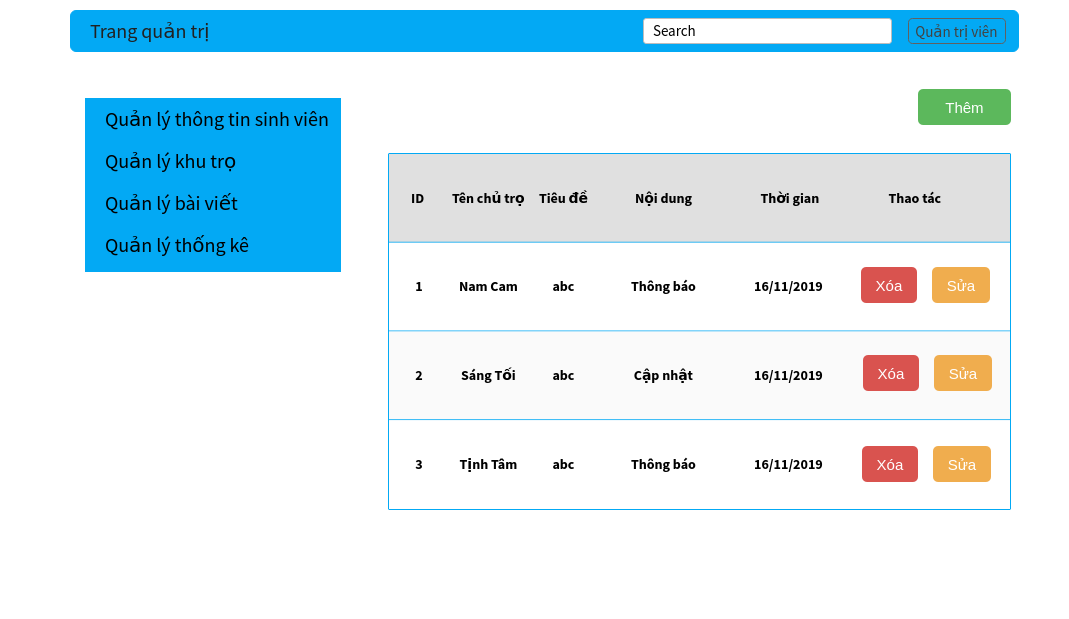 Trang quản trị Search Quản trị viên
Thêm
Quản lý thông tin sinh viên
Quản lý khu trọ
Quản lý bài viết
Quản lý thống kê
ID Tên chủ trọ Tiêu đề Nội dung Thời gian Thao tác
1 Nam Cam abc Thông báo 16/11/2019 Xóa Sửa
2 Sáng Tối abc Cập nhật 16/11/2019 Xóa Sửa
3 Tịnh Tâm abc Thông báo 16/11/2019 Xóa Sửa